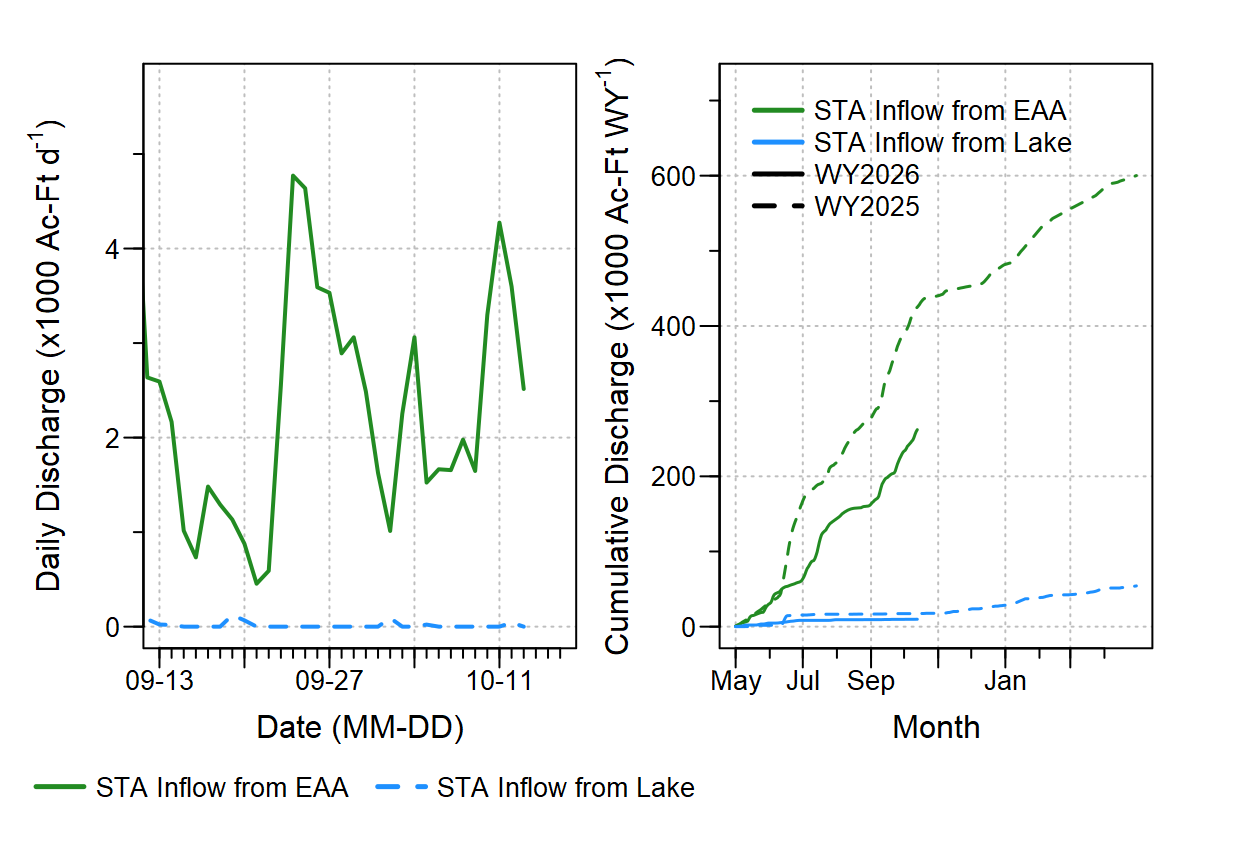 Daily Discharge (x1000 Ac-Ft d⁻¹)
4
2
0
09-13
09-27
10-11
Date (MM-DD)
Cumulative Discharge (x1000 Ac-Ft WY⁻¹)
600
400
200
0
STA Inflow from EAA
STA Inflow from Lake
WY2026
WY2025
May
Jul
Sep
Jan
Month
STA Inflow from EAA
STA Inflow from Lake